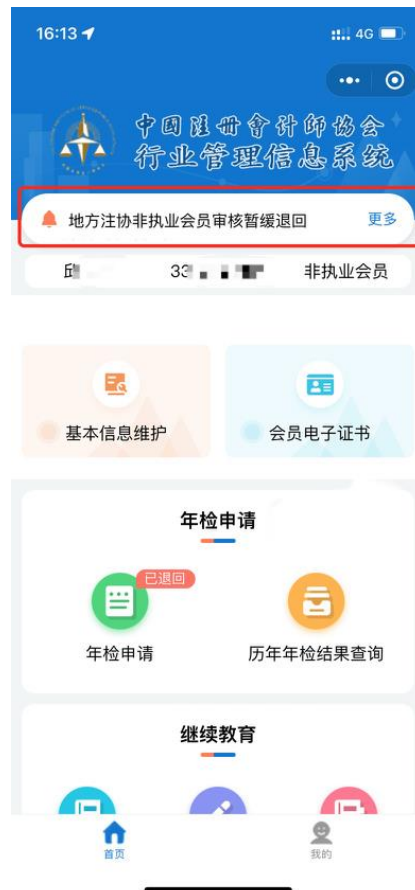 16:13
4G
中国注册会计师协会
行业管理信息系统
地方注协非执业会员审核暂缓退回 更多
邱 33 非执业会员
基本信息维护 会员电子证书
年检申请
已退回
年检申请 历年年检结果查询
继续教育
首页 我的